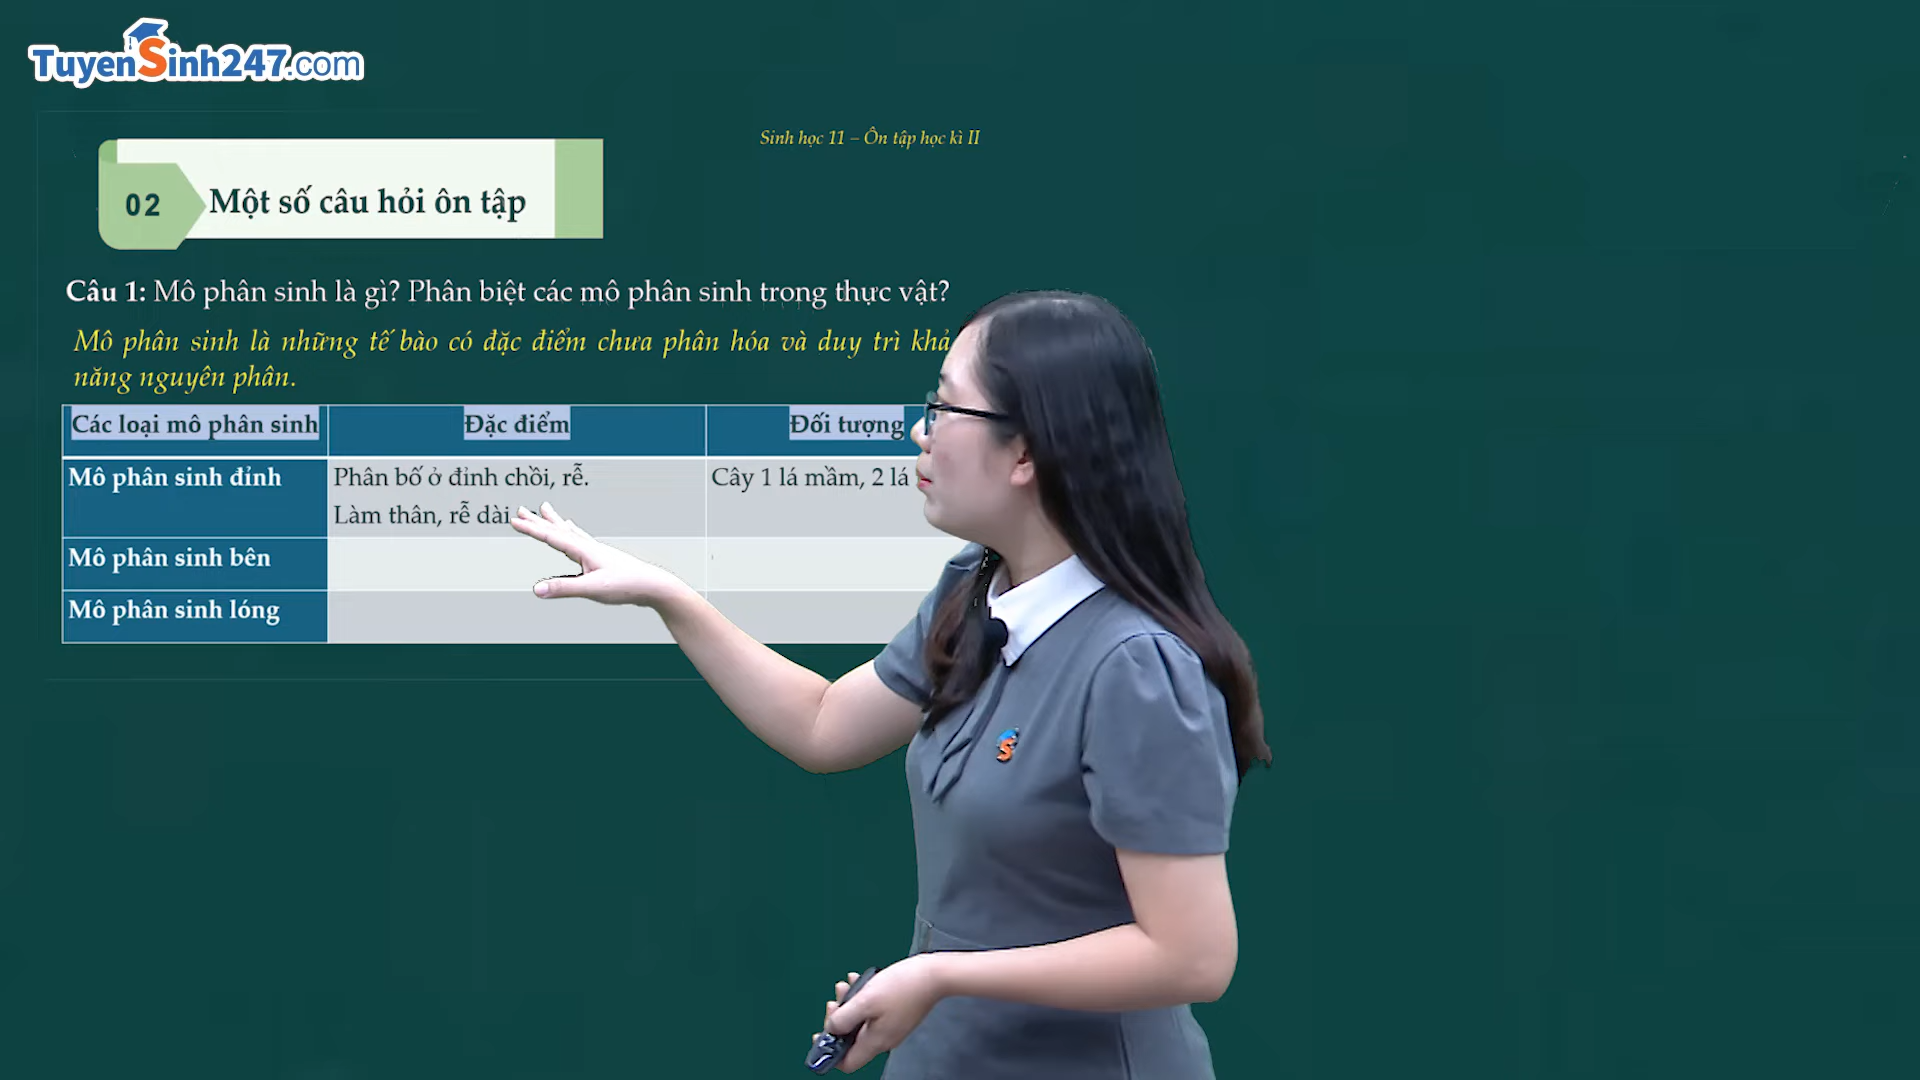 TuyenSinh247.com
Sinh học 11 – Ôn tập học kì II
02
Một số câu hỏi ôn tập
Câu 1: Mô phân sinh là gì? Phân biệt các mô phân sinh trong thực vật?
Mô phân sinh là những tế bào có đặc điểm chưa phân hóa và duy trì khả
năng nguyên phân.
Các loại mô phân sinh Đặc điểm Đối tượng
Mô phân sinh đỉnh Phân bố ở đỉnh chồi, rễ. Cây 1 lá mầm, 2 lá
Làm thân, rễ dài
Mô phân sinh bên
Mô phân sinh lóng